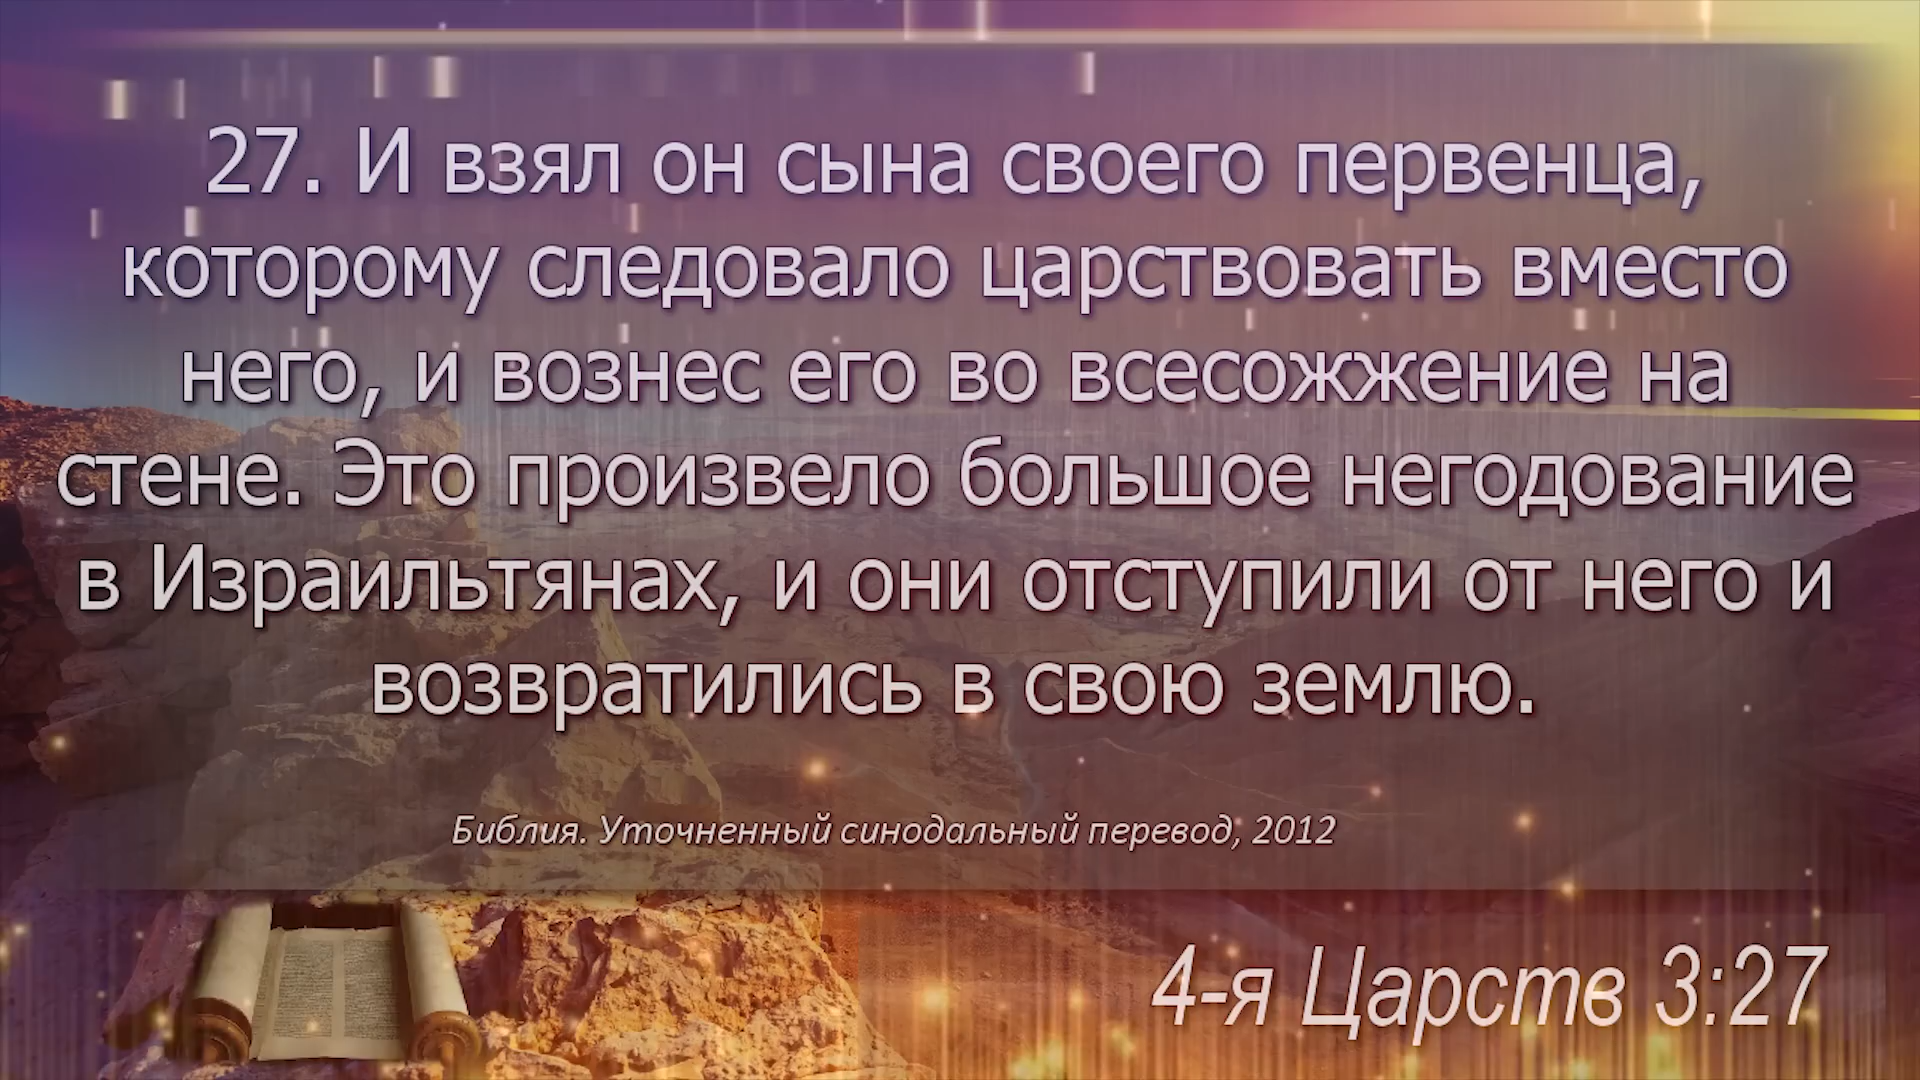 27. И взял он сына своего первенца,
которому следовало царствовать вместо
него, и вознес его во всесожжение на
стене. Это произвело большое негодование
в Израильтянах, и они отступили от него и
возвратились в свою землю.
Библия. Уточненный синодальный перевод, 2012
4-я Царств 3:27